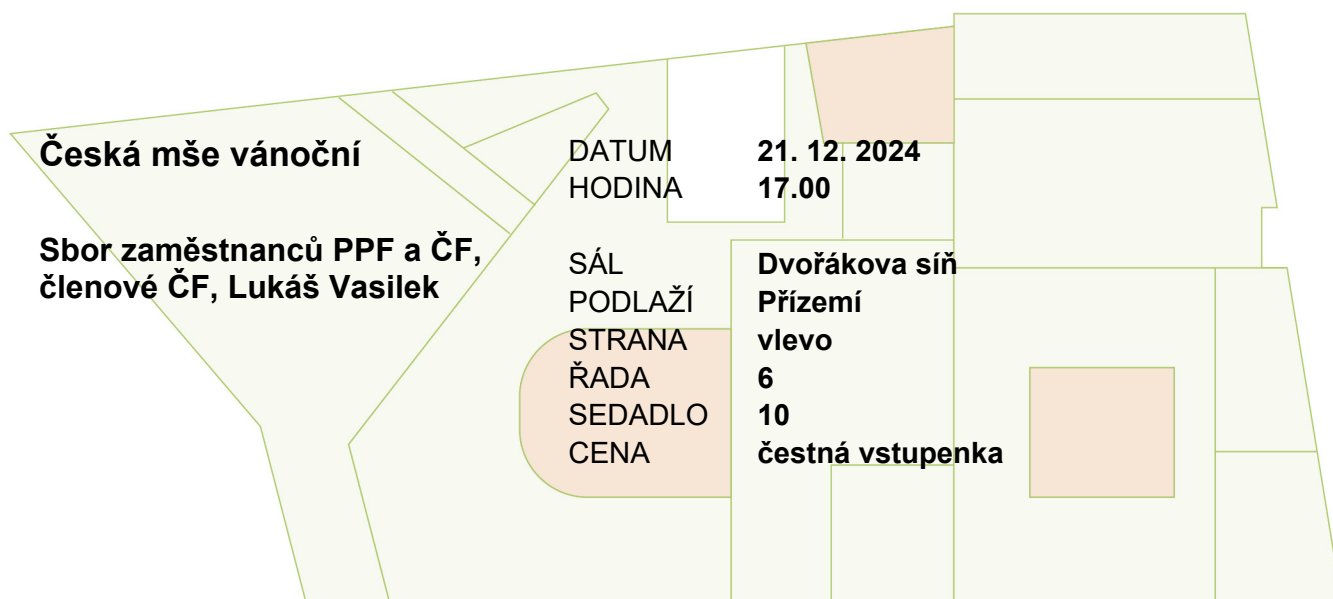 Česká mše vánoční
Sbor zaměstnanců PPF a ČF,
členové ČF, Lukáš Vasilek
DATUM 21. 12. 2024
HODINA 17.00
SÁL Dvořákova síň
PODLAŽÍ Přízemí
STRANA vlevo
ŘADA 6
SEDADLO 10
CENA čestná vstupenka